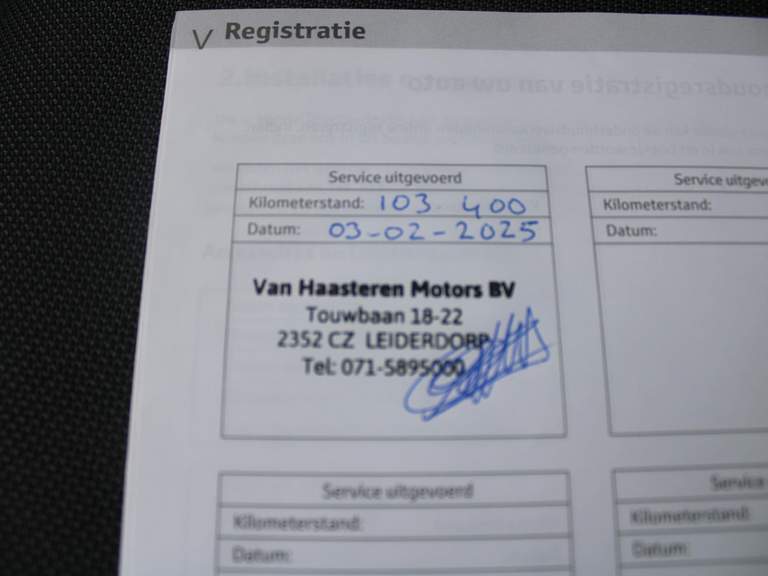 V Registratie
Service uitgevoerd
Kilometerstand: 103-400
Datum: 03-02-2025
Van Haasteren Motors BV
Touwbaan 18-22
2352 CZ LEIDERDORP
Tel: 071-5895000
Service
Kilometerstand:
Datum:
Service uitgevoerd
Kilometerstand:
Datum:
Service
Kilometerstand:
Datum: